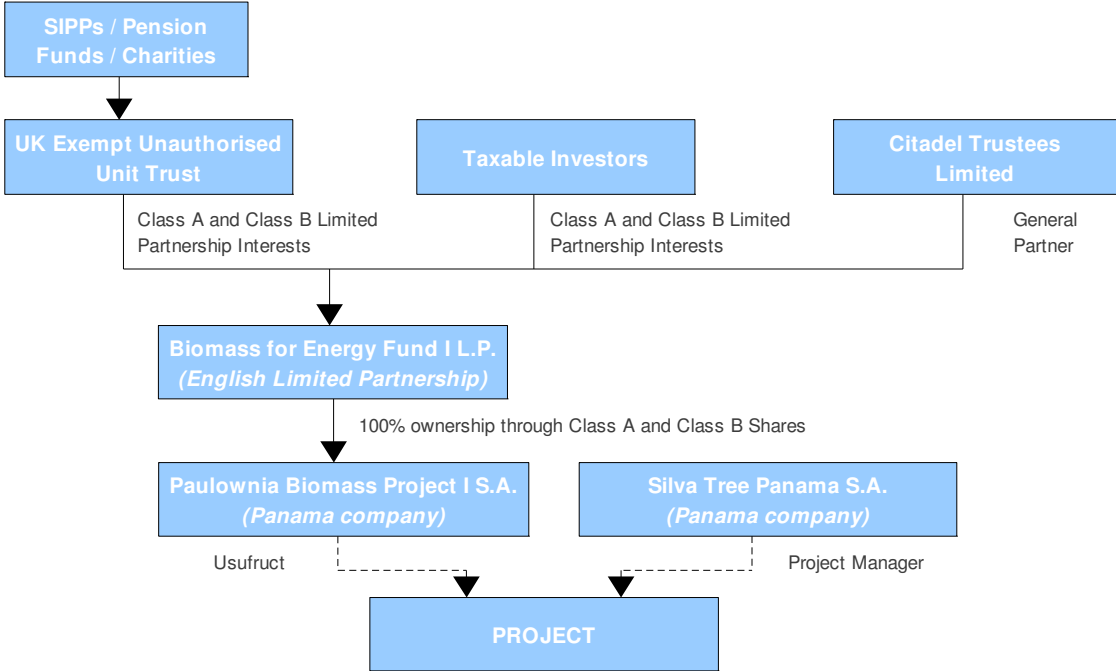 SIPPs / Pension
Funds / Charities
UK Exempt Unauthorised
Unit Trust
Taxable Investors
Citadel Trustees
Limited
Class A and Class B Limited
Partnership Interests
Class A and Class B Limited
Partnership Interests
General
Partner
Biomass for Energy Fund I L.P.
(English Limited Partnership)
100% ownership through Class A and Class B Shares
Paulownia Biomass Project I S.A.
(Panama company)
Silva Tree Panama S.A.
(Panama company)
Usufruct
Project Manager
PROJECT